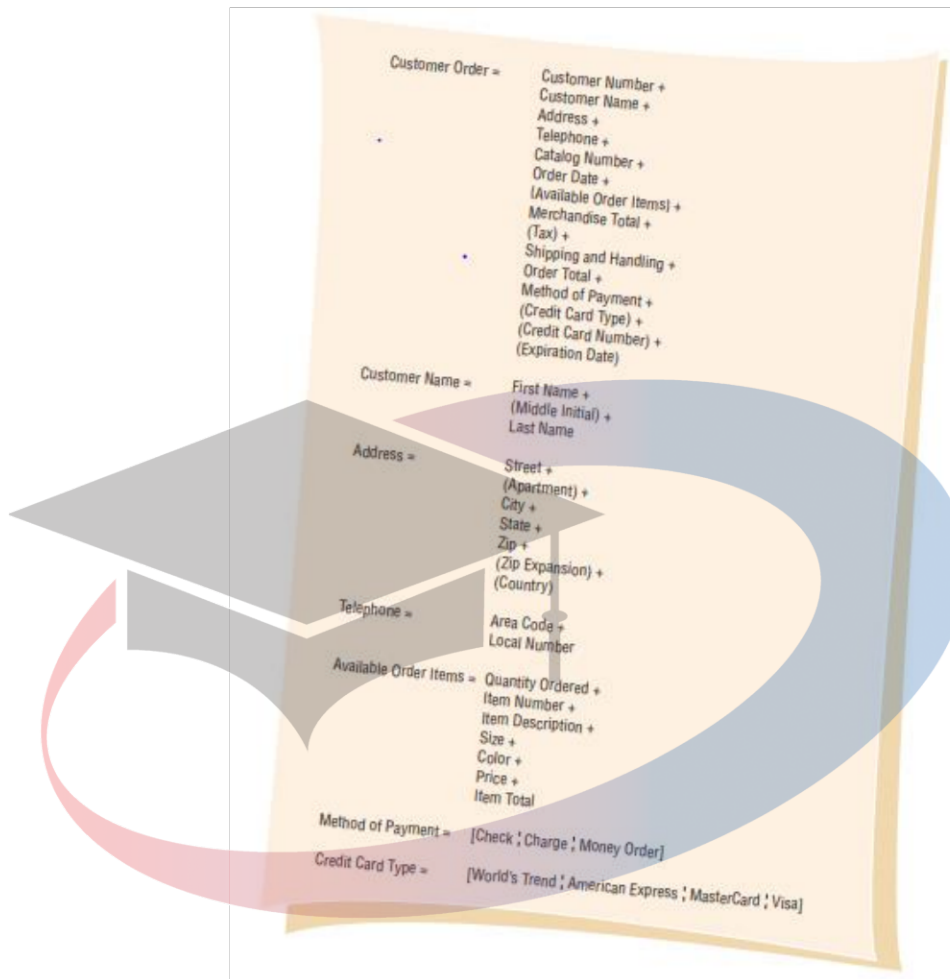 Customer Order = Customer Number +
Customer Name +
Address +
Telephone +
Catalog Number +
Order Date +
{Available Order Items} +
Merchandise Total +
(Tax) +
Shipping and Handling +
Order Total +
Method of Payment +
(Credit Card Type) +
(Credit Card Number) +
(Expiration Date)
Customer Name = First Name +
(Middle Initial) +
Last Name
Address = Street +
(Apartment) +
City +
State +
Zip +
(Zip Expansion) +
(Country)
Telephone = Area Code +
Local Number
Available Order Items = Quantity Ordered +
Item Number +
Item Description +
Size +
Color +
Price +
Item Total
Method of Payment = [Check ¦ Charge ¦ Money Order]
Credit Card Type = [World's Trend ¦ American Express ¦ MasterCard ¦ Visa]